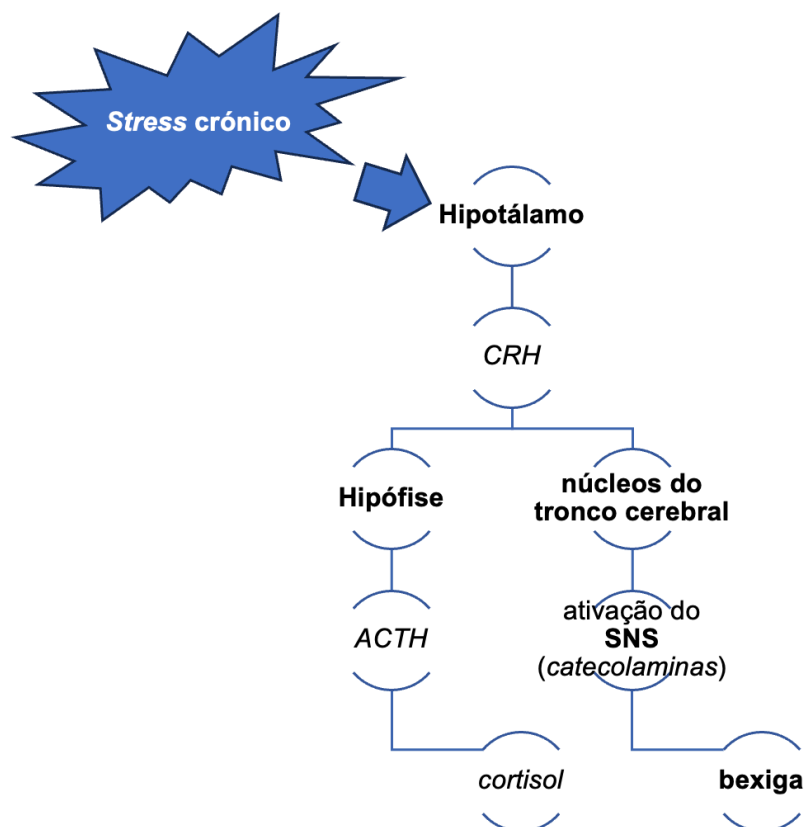 Stress crónico
Hipotálamo
CRH
Hipófise
núcleos do
tronco cerebral
ACTH
ativação do
SNS
(catecolaminas)
cortisol
bexiga